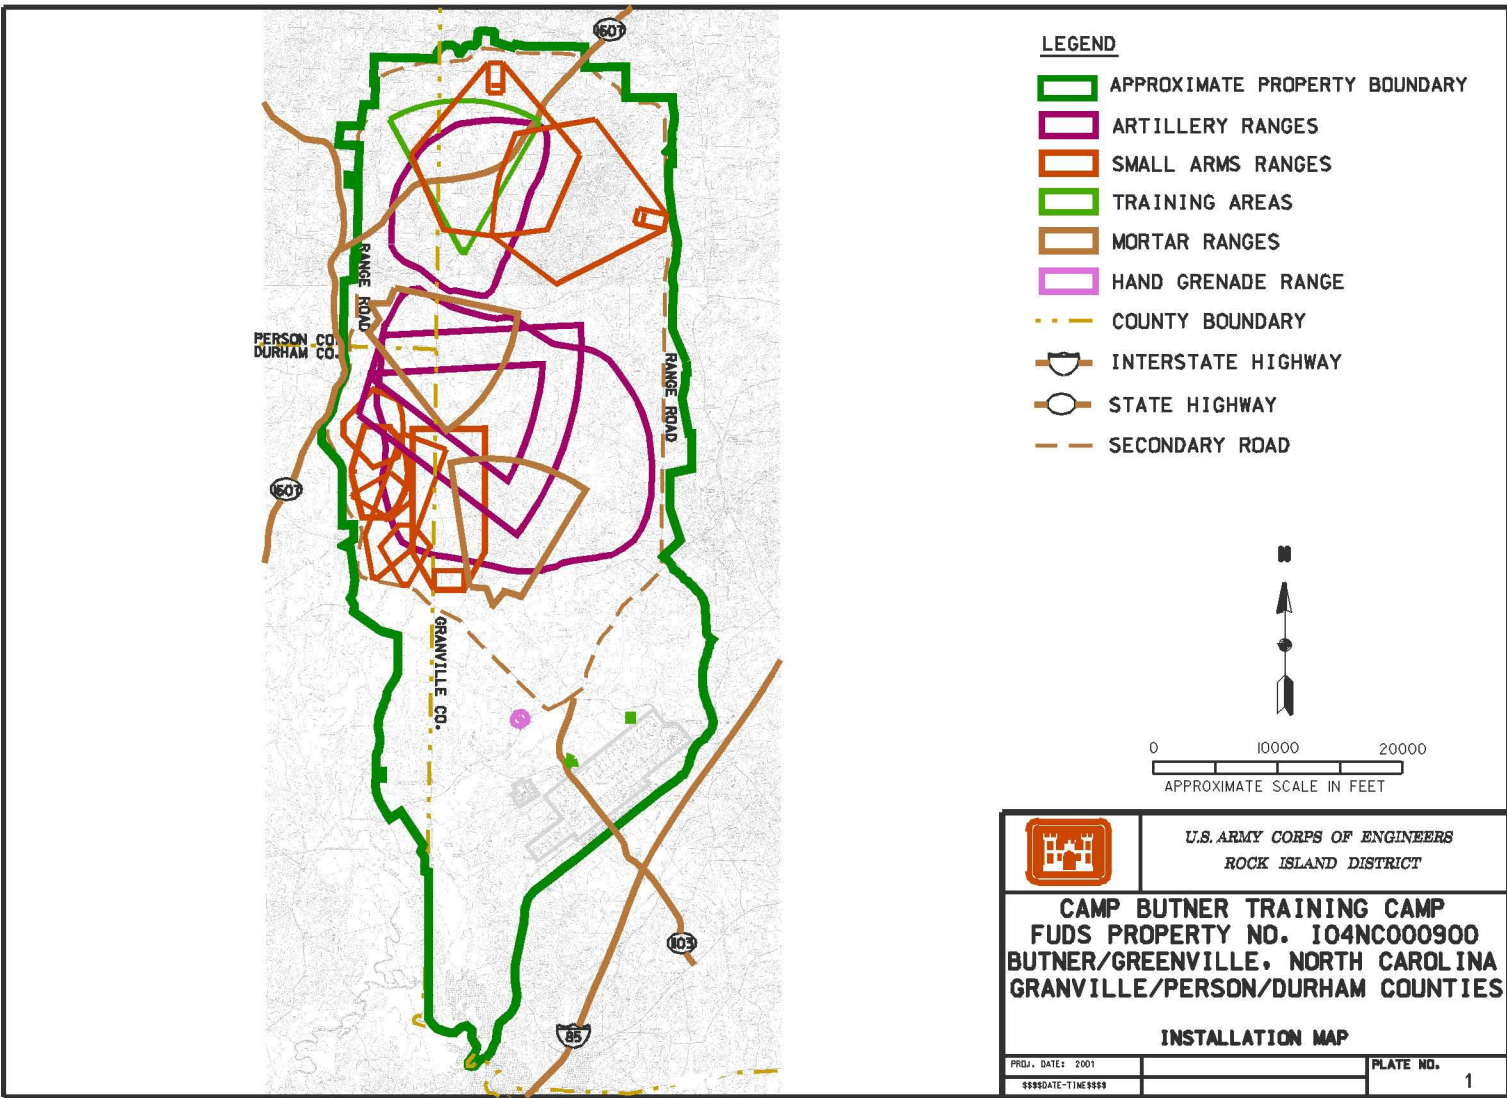 1607
RANGE ROAD
PERSON CO.
DURHAM CO.
RANGE ROAD
1607
GRANVILLE CO.
1103
85
LEGEND
APPROXIMATE PROPERTY BOUNDARY
ARTILLERY RANGES
SMALL ARMS RANGES
TRAINING AREAS
MORTAR RANGES
HAND GRENADE RANGE
COUNTY BOUNDARY
INTERSTATE HIGHWAY
STATE HIGHWAY
SECONDARY ROAD
N
0 10000 20000
APPROXIMATE SCALE IN FEET
U.S. ARMY CORPS OF ENGINEERS
ROCK ISLAND DISTRICT
CAMP BUTNER TRAINING CAMP
FUDS PROPERTY NO. I04NC000900
BUTNER/GREENVILLE, NORTH CAROLINA
GRANVILLE/PERSON/DURHAM COUNTIES
INSTALLATION MAP
PROJ. DATE: 2001
$$$$DATE-TIME$$$$
PLATE NO.
1